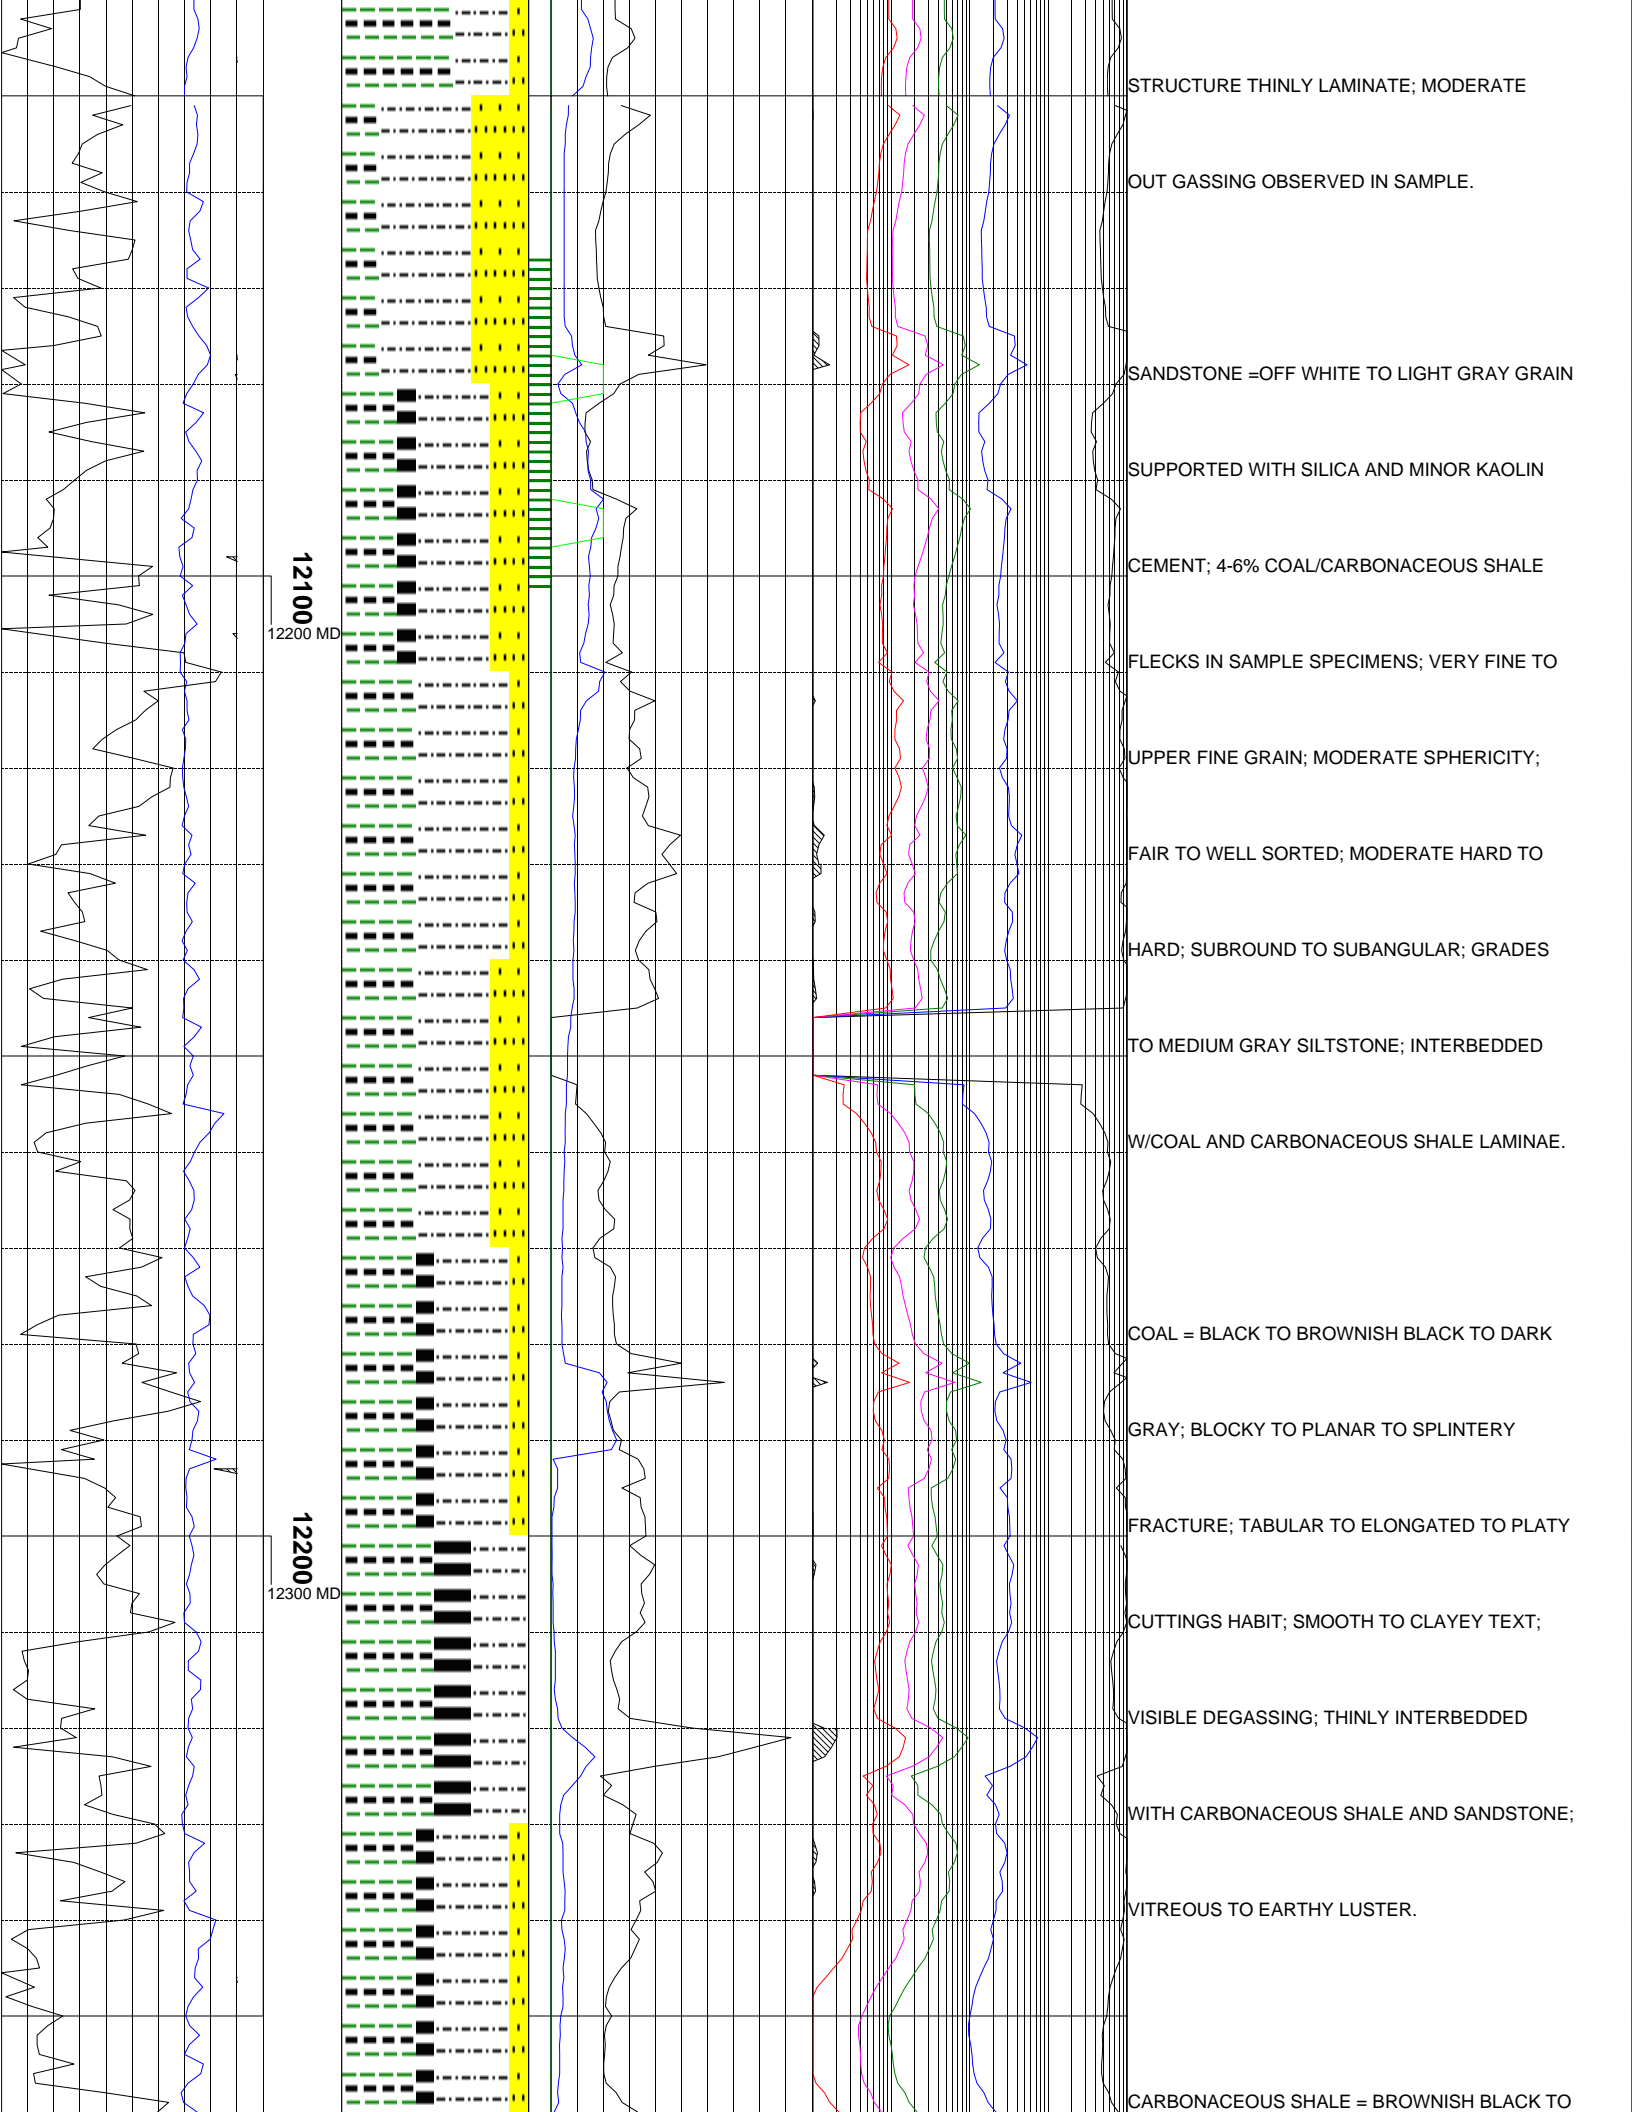 STRUCTURE THINLY LAMINATE; MODERATE
OUT GASSING OBSERVED IN SAMPLE.
SANDSTONE =OFF WHITE TO LIGHT GRAY GRAIN
SUPPORTED WITH SILICA AND MINOR KAOLIN
CEMENT; 4-6% COAL/CARBONACEOUS SHALE
12100
12200 MD
FLECKS IN SAMPLE SPECIMENS; VERY FINE TO
UPPER FINE GRAIN; MODERATE SPHERICITY;
FAIR TO WELL SORTED; MODERATE HARD TO
HARD; SUBROUND TO SUBANGULAR; GRADES
TO MEDIUM GRAY SILTSTONE; INTERBEDDED
W/COAL AND CARBONACEOUS SHALE LAMINAE.
COAL = BLACK TO BROWNISH BLACK TO DARK
GRAY; BLOCKY TO PLANAR TO SPLINTERY
FRACTURE; TABULAR TO ELONGATED TO PLATY
12200
12300 MD
CUTTINGS HABIT; SMOOTH TO CLAYEY TEXT;
VISIBLE DEGASSING; THINLY INTERBEDDED
WITH CARBONACEOUS SHALE AND SANDSTONE;
VITREOUS TO EARTHY LUSTER.
CARBONACEOUS SHALE = BROWNISH BLACK TO